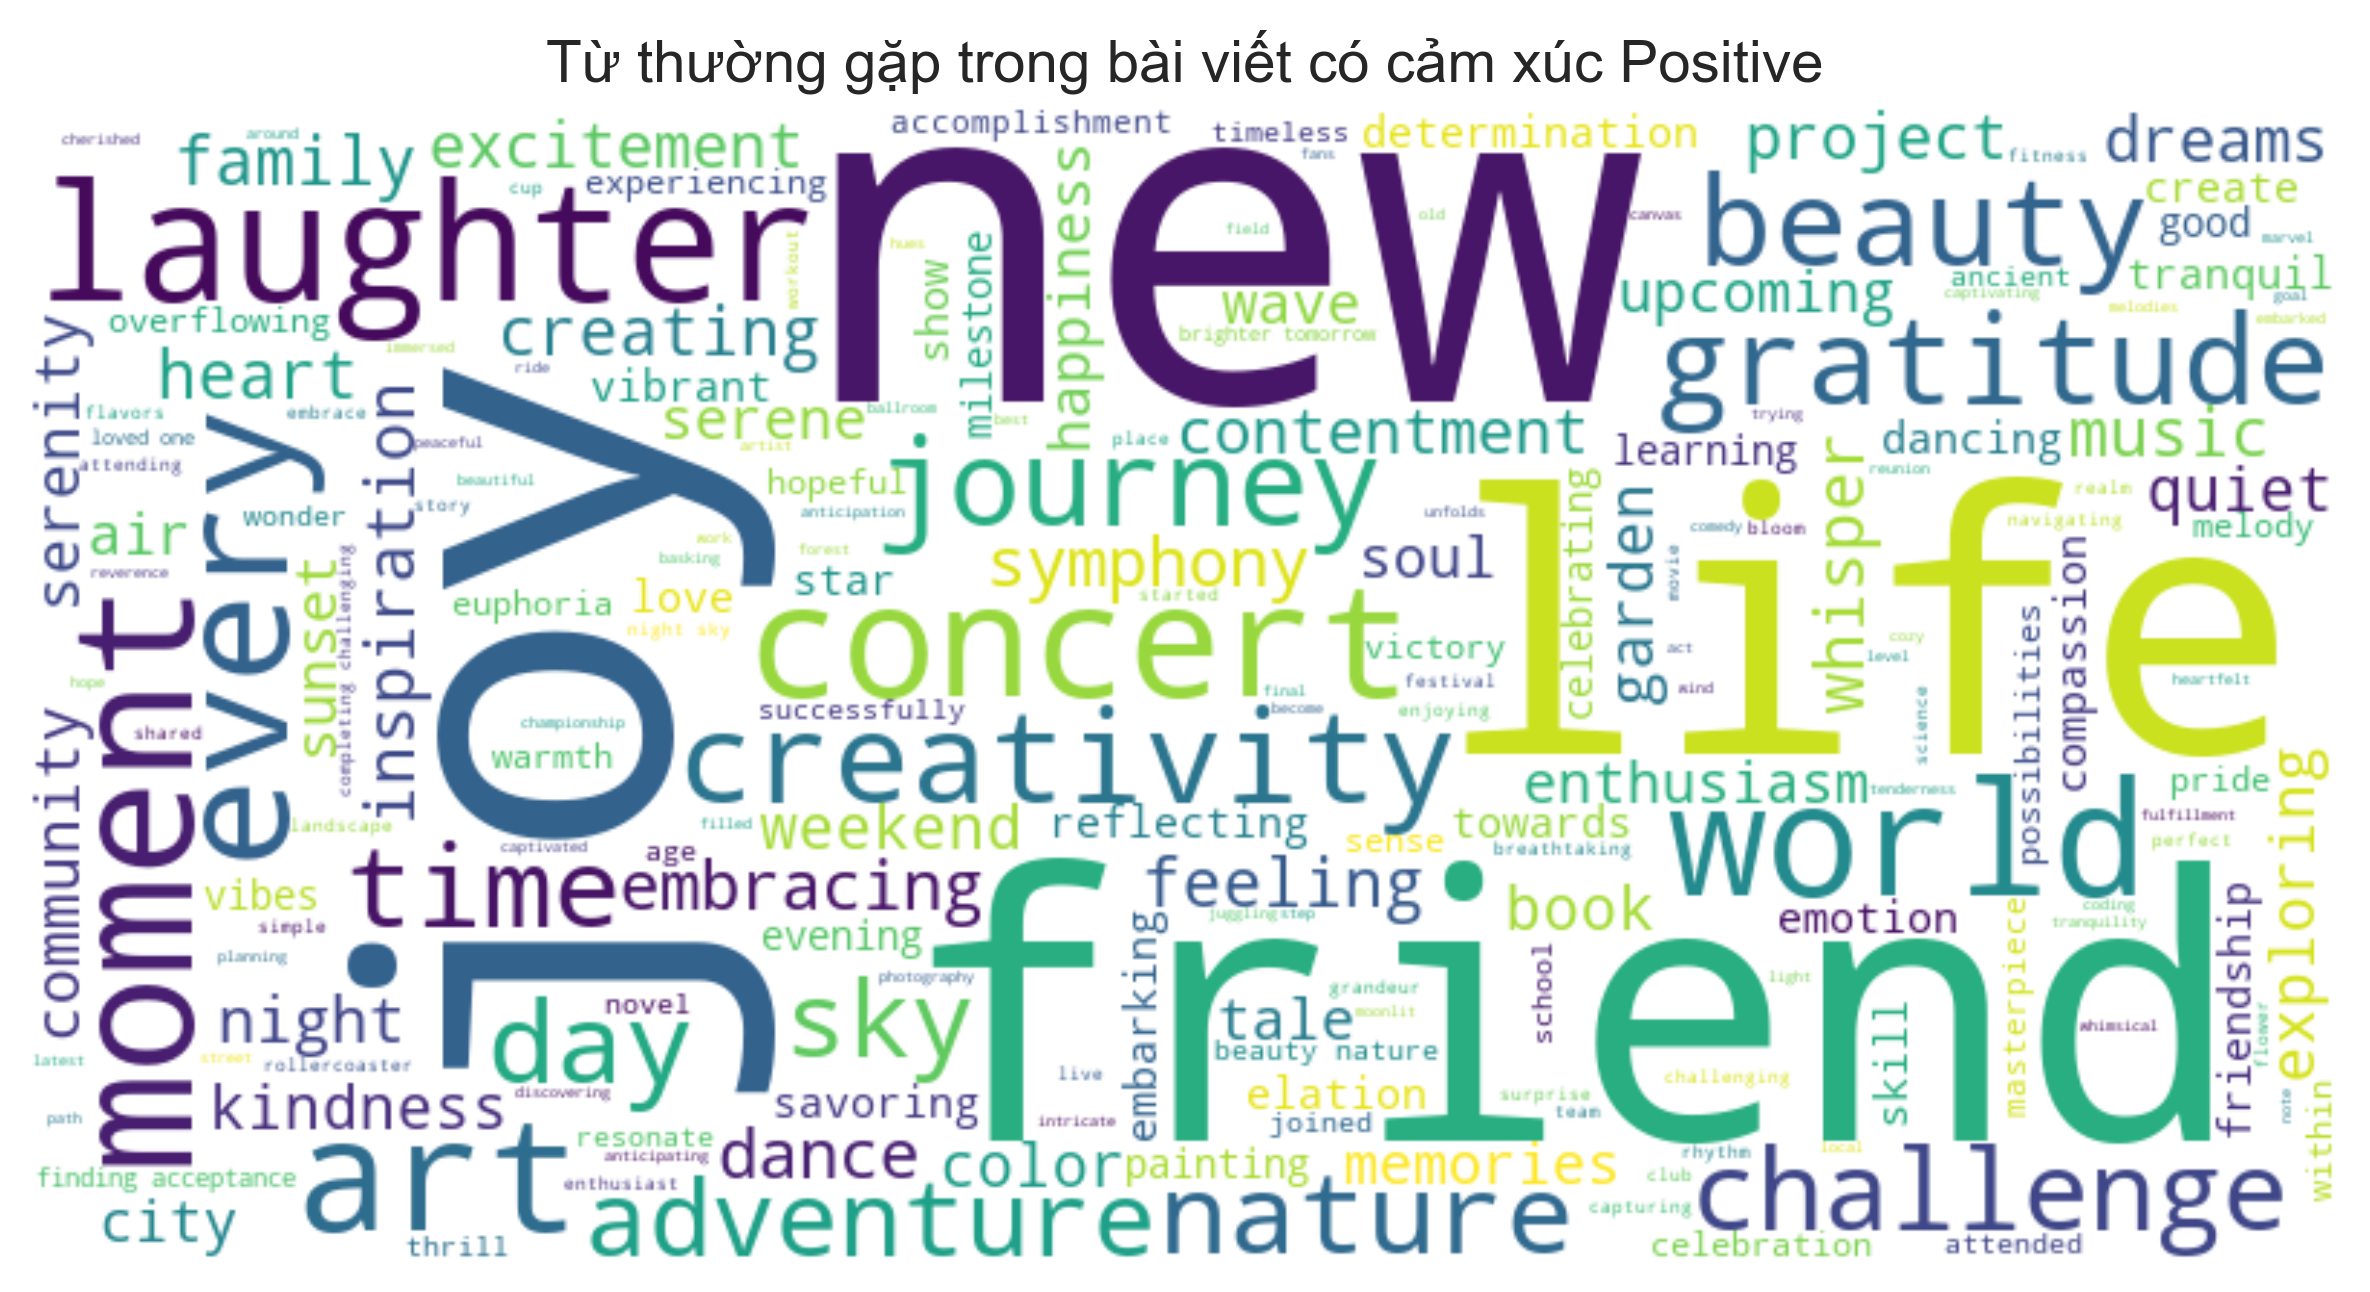 Từ thường gặp trong bài viết có cảm xúc Positive
cherished
around
family
excitement
accomplishment
timeless
determination
fans
project
fitness
dreams
cup
experiencing
new
laughter
happiness
beauty
create
good
marvel
workout
hues
field
old
canvas
show
milestone
wave
brighter tomorrow
upcoming
ancient
captivating
tranquil
goal
melodies
embarked
overflowing
immersed
creating
gratitude
serenity
heart
ride
vibrant
flavors
embrace
every
inspiration
joy
serene
ballroom
best
artist
place
contentment
trying
learning
dancing
music
loved one
attending
peaceful
beautiful
story
hopeful
anticipation
journey
unfolds
life
celebrating
garden
whisper
reunion
realm
quiet
navigating
melody
air
wonder
reverence
sunset
completing challenging
work
basking
forest
symphony
soul
comedy
bloom
movie
compassion
star
euphoria
love
started
night sky
concert
victory
festival
act
cozy
level
possibilities
hope
moment
community
shared
championship
warmth
successfully
final
become
enjoying
wind
science
heartfelt
creativity
enthusiasm
tenderness
pride
exploring
landscape
captivated
filled
weekend
reflecting
towards
sense
breathtaking
world
fulfillment
perfect
time
age
embracing
feeling
book
emotion
coding
tranquility
vibes
simple
planning
evening
friend
juggling
step
embarking
masterpiece
friendship
night
novel
day
photography
sky
tale
grandeur
moonlit
school
light
skill
whimsical
flower
beauty nature
latest
street
rollercoaster
discovering
live
elation
challenging
surprise
team
note
within
path
kindness
savoring
intricate
joined
art
resonate
anticipating
enthusiast
dance
color
painting
memories
rhythm
local
club
capturing
challenge
finding acceptance
city
thrill
adventure
nature
celebration
attended